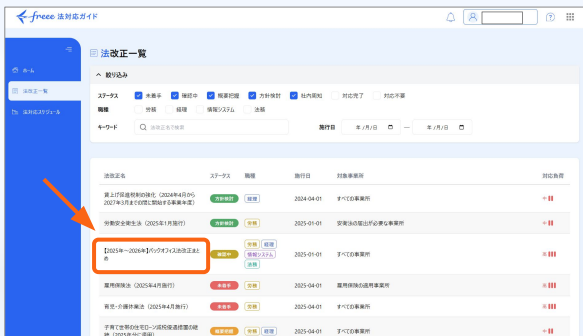 freee 法対応ガイド
ホーム
法改正一覧
法対応スケジュール
法改正一覧
絞り込み
ステータス 未着手 確認中 概要把握 方針検討 社内周知 対応完了 対応不要
職種 労務 経理 情報システム 法務
キーワード 法改正名で検索 施行日 年/月/日 — 年/月/日
法改正名 ステータス 職種 施行日 対象事業所 対応負荷
賃上げ促進税制の強化（2024年4月から
2027年3月までの間に開始する事業年度） 方針検討 経理 2024-04-01 すべての事業所 中
労働安全衛生法（2025年1月施行） 方針検討 労務 2025-01-01 安衛法の届出が必要な事業所 中
【2025年〜2026年】バックオフィス法改正まと
め 確認中 労務 経理 情報システム 法務 2025-01-01 すべての事業所 高
雇用保険法（2025年4月施行） 未着手 労務 2025-04-01 雇用保険の適用事業所
育児・介護休業法（2025年4月施行） 未着手 労務 2025-04-01 すべての事業所
子育て世帯の住宅ローン減税優遇措置の継
続（2025年分に適用） 概要把握 労務 経理 2025-04-01 すべての事業所 中